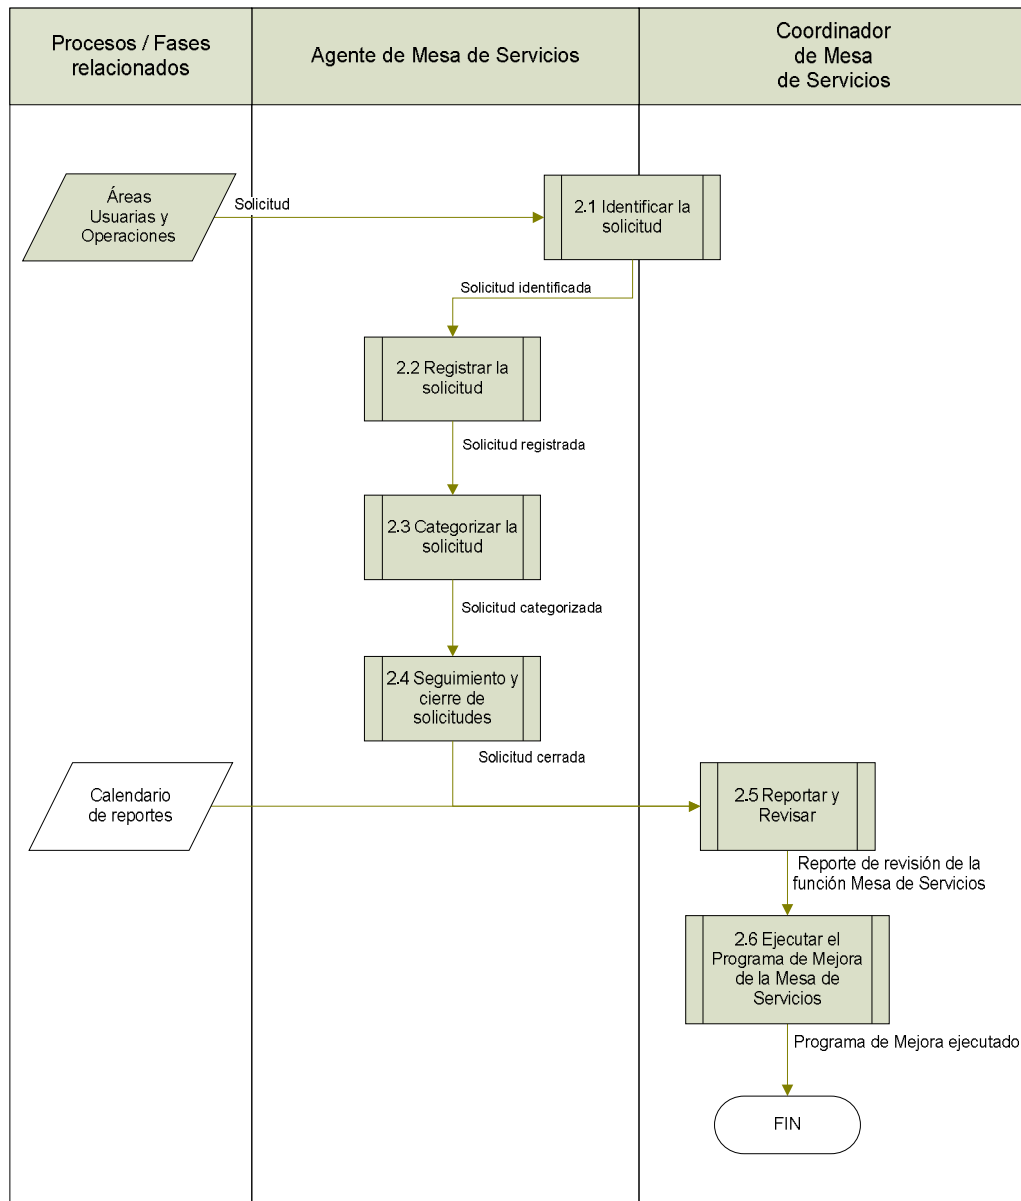 Procesos / Fases
relacionados
Agente de Mesa de Servicios
Coordinador
de Mesa
de Servicios
Áreas
Usuarias y
Operaciones
Solicitud
2.1 Identificar la
solicitud
Solicitud identificada
2.2 Registrar la
solicitud
Solicitud registrada
2.3 Categorizar la
solicitud
Solicitud categorizada
2.4 Seguimiento y
cierre de
solicitudes
Solicitud cerrada
Calendario
de reportes
2.5 Reportar y
Revisar
Reporte de revisión de la
función Mesa de Servicios
2.6 Ejecutar el
Programa de Mejora
de la Mesa de
Servicios
Programa de Mejora ejecutado
FIN